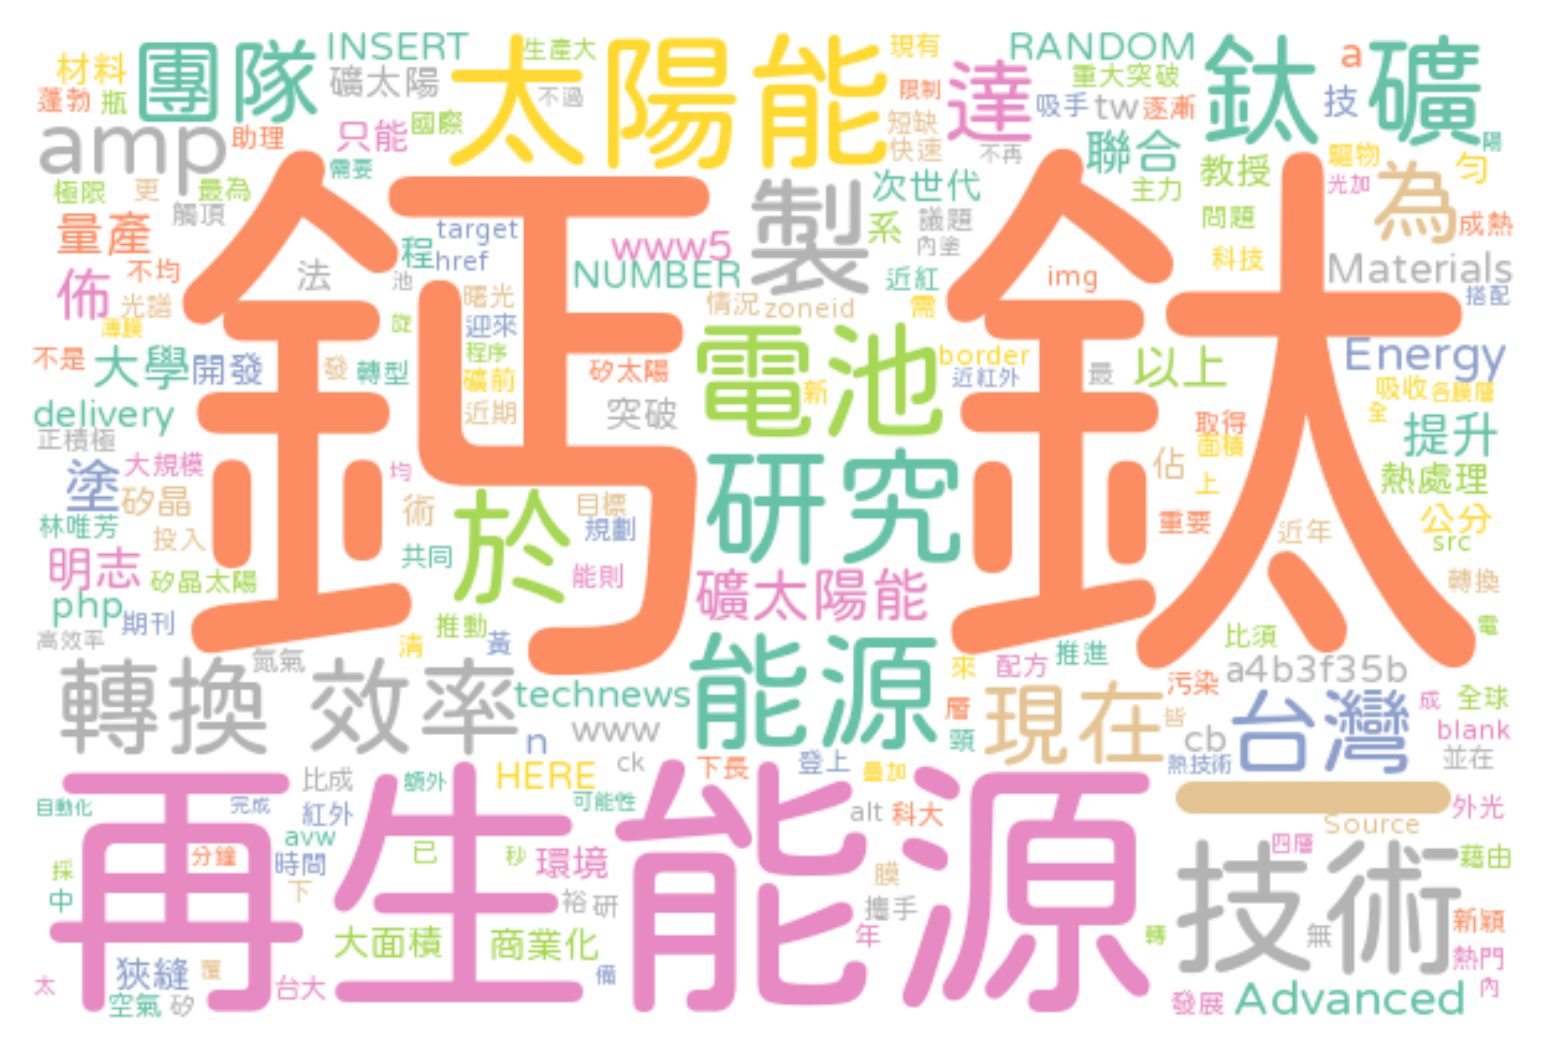 INSERT
生產大
現有
RANDOM
材料
團隊
礦太陽
太陽能
不過
限制
達
重大突破
鈦礦
a
蓬勃
瓶
amp
助理
只能
國際
短缺
快速
吸手
tw
逐漸
技
不再
聯合
陽
需要
極限
更
最為
觸頂
製
次世代
主力
教授
驅物
光加
勻
為
成熱
量產
鈣鈦
程
target
href
www5
系
議題
內塗
問題
科技
佈
不均
光譜
法
池
曙光
NUMBER
近紅
img
Materials
搭配
薄膜
旋
迎來
情況
zoneid
需
不是
大學
開發
發
轉型
程序
礦前
近期
矽太陽
突破
電池
新
border
近紅外
最
以上
Energy
吸收
各膜層
全
delivery
正積極
取得
面積
提升
塗
大規模
均
研究
佔
上
熱處理
矽晶
術
於
目標
規劃
重要
近年
公分
src
林唯芳
投入
共同
明志
矽晶太陽
能則
礦太陽能
轉換
php
期刊
高效率
推動
清
黃
比須
電
氮氣
轉換
效率
technews
能源
來
配方
推進
a4b3f35b
污染
現在
層
皆
台灣
成
全球
www
n
頸
cb
blank
並在
比成
額外
HERE
ck
下長
登上
疊加
熱技術
一
自動化
完成
紅外
可能性
alt
科大
外光
Source
再生能源
avw
分鐘
時間
已
秒
環境
四層
藉由
採
下
膜
中
裕
研
攜手
技術
新穎
大面積
商業化
年
轉
無
熱門
太
狹縫
覆
台大
備
內
空氣
矽
發展
Advanced